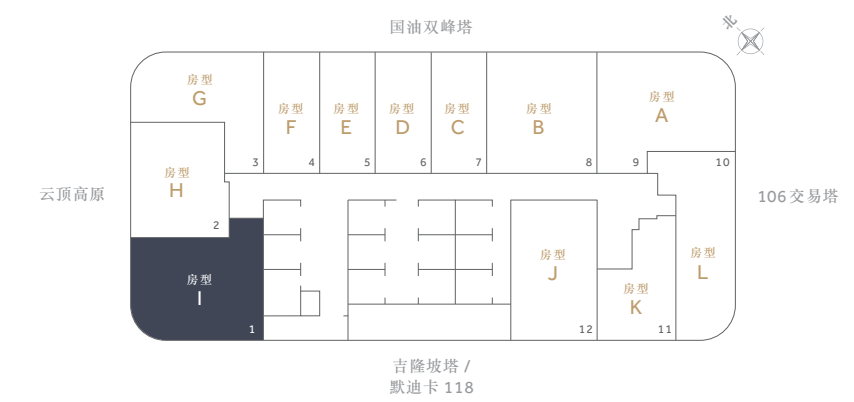 国油双峰塔
北
房型
G
3
房型
F
4
房型
E
5
房型
D
6
房型
C
7
房型
B
8
房型
A
9
10
云顶高原
房型
H
2
106 交易塔
房型
I
1
房型
J
12
房型
K
11
房型
L
吉隆坡塔 /
默迪卡 118